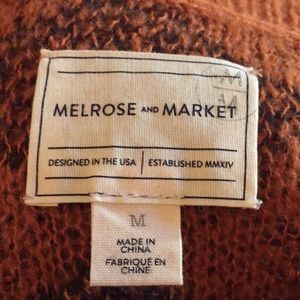 MELROSE AND MARKET
DESIGNED IN THE USA | ESTABLISHED MMXIV
M
MADE IN
CHINA
FABRIQUÉ EN
CHINE